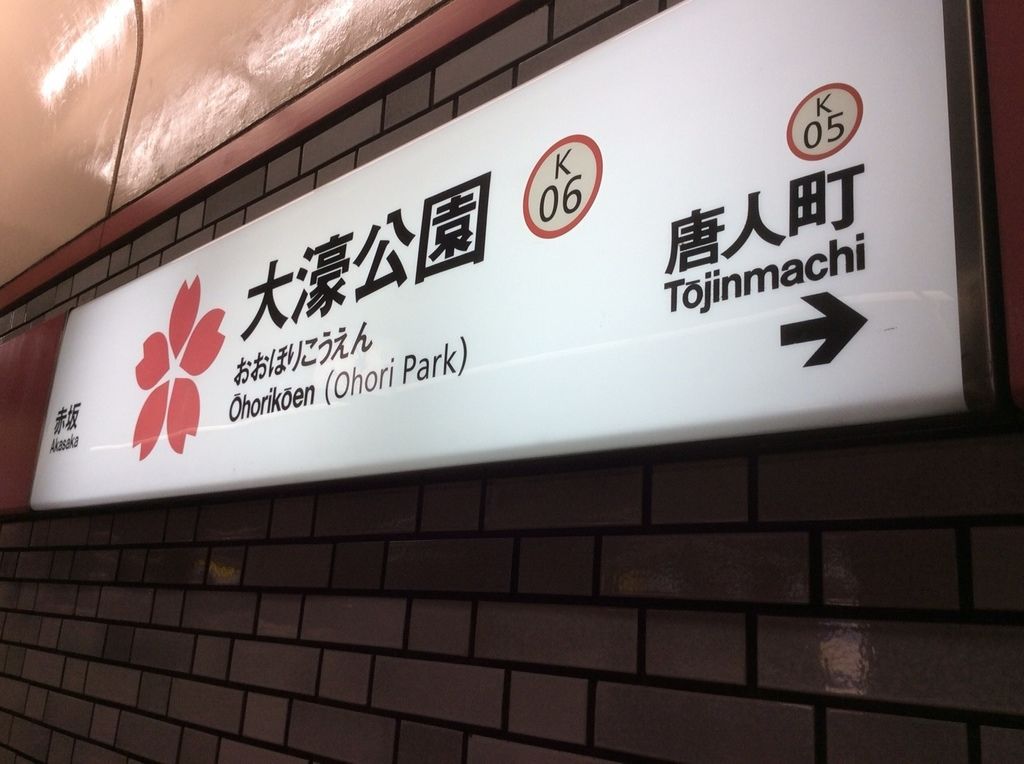 赤坂
Akasaka
大濠公園
おおほりこうえん
Ōhorikōen (Ohori Park)
K
06
K
05
唐人町
Tōjinmachi